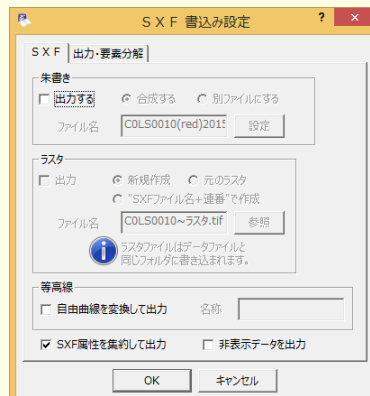 SXF 書込み設定
? ×
SXF 出力・要素分解
朱書き
出力する 合成する 別ファイルにする
ファイル名 C0LS0010(red)2015 設定
ラスタ
出力 新規作成 元のラスタ
"SXFファイル名+連番"で作成
ファイル名 C0LS0010~ラスタ.tif 参照
ラスタファイルはデータファイルと
同じフォルダに書き込まれます。
等高線
自由曲線を変換して出力 名称
SXF属性を集約して出力 非表示データを出力
OK キャンセル